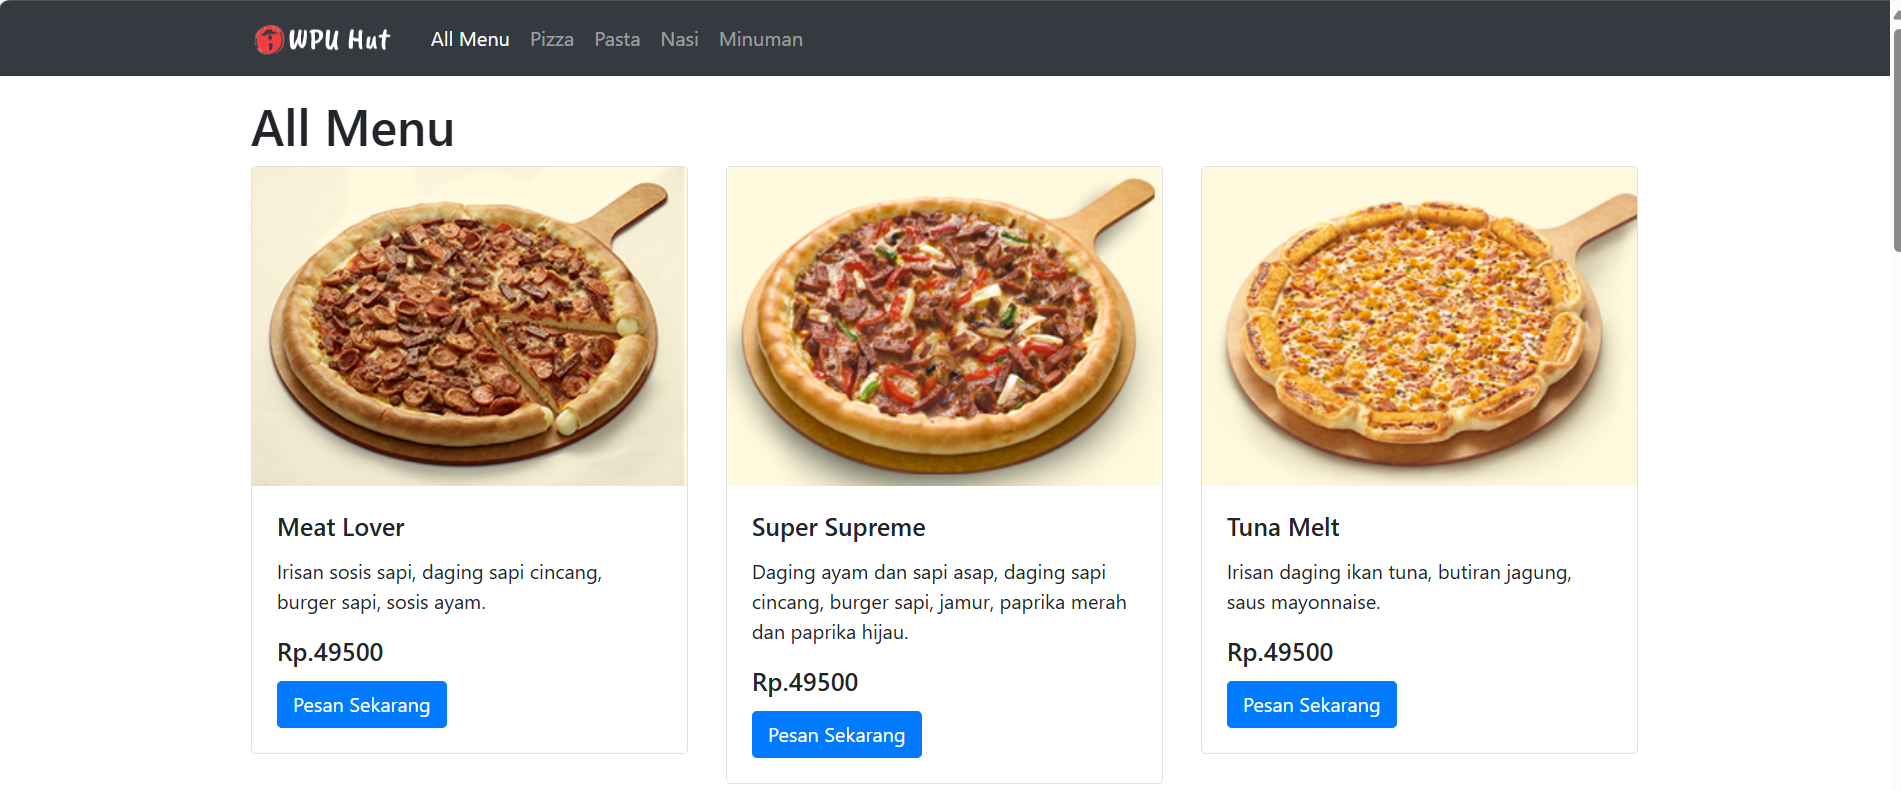 WPU Hut
All Menu
Pizza
Pasta
Nasi
Minuman
All Menu
Meat Lover
Irisan sosis sapi, daging sapi cincang,
burger sapi, sosis ayam.
Rp.49500
Pesan Sekarang
Super Supreme
Daging ayam dan sapi asap, daging sapi
cincang, burger sapi, jamur, paprika merah
dan paprika hijau.
Rp.49500
Pesan Sekarang
Tuna Melt
Irisan daging ikan tuna, butiran jagung,
saus mayonnaise.
Rp.49500
Pesan Sekarang